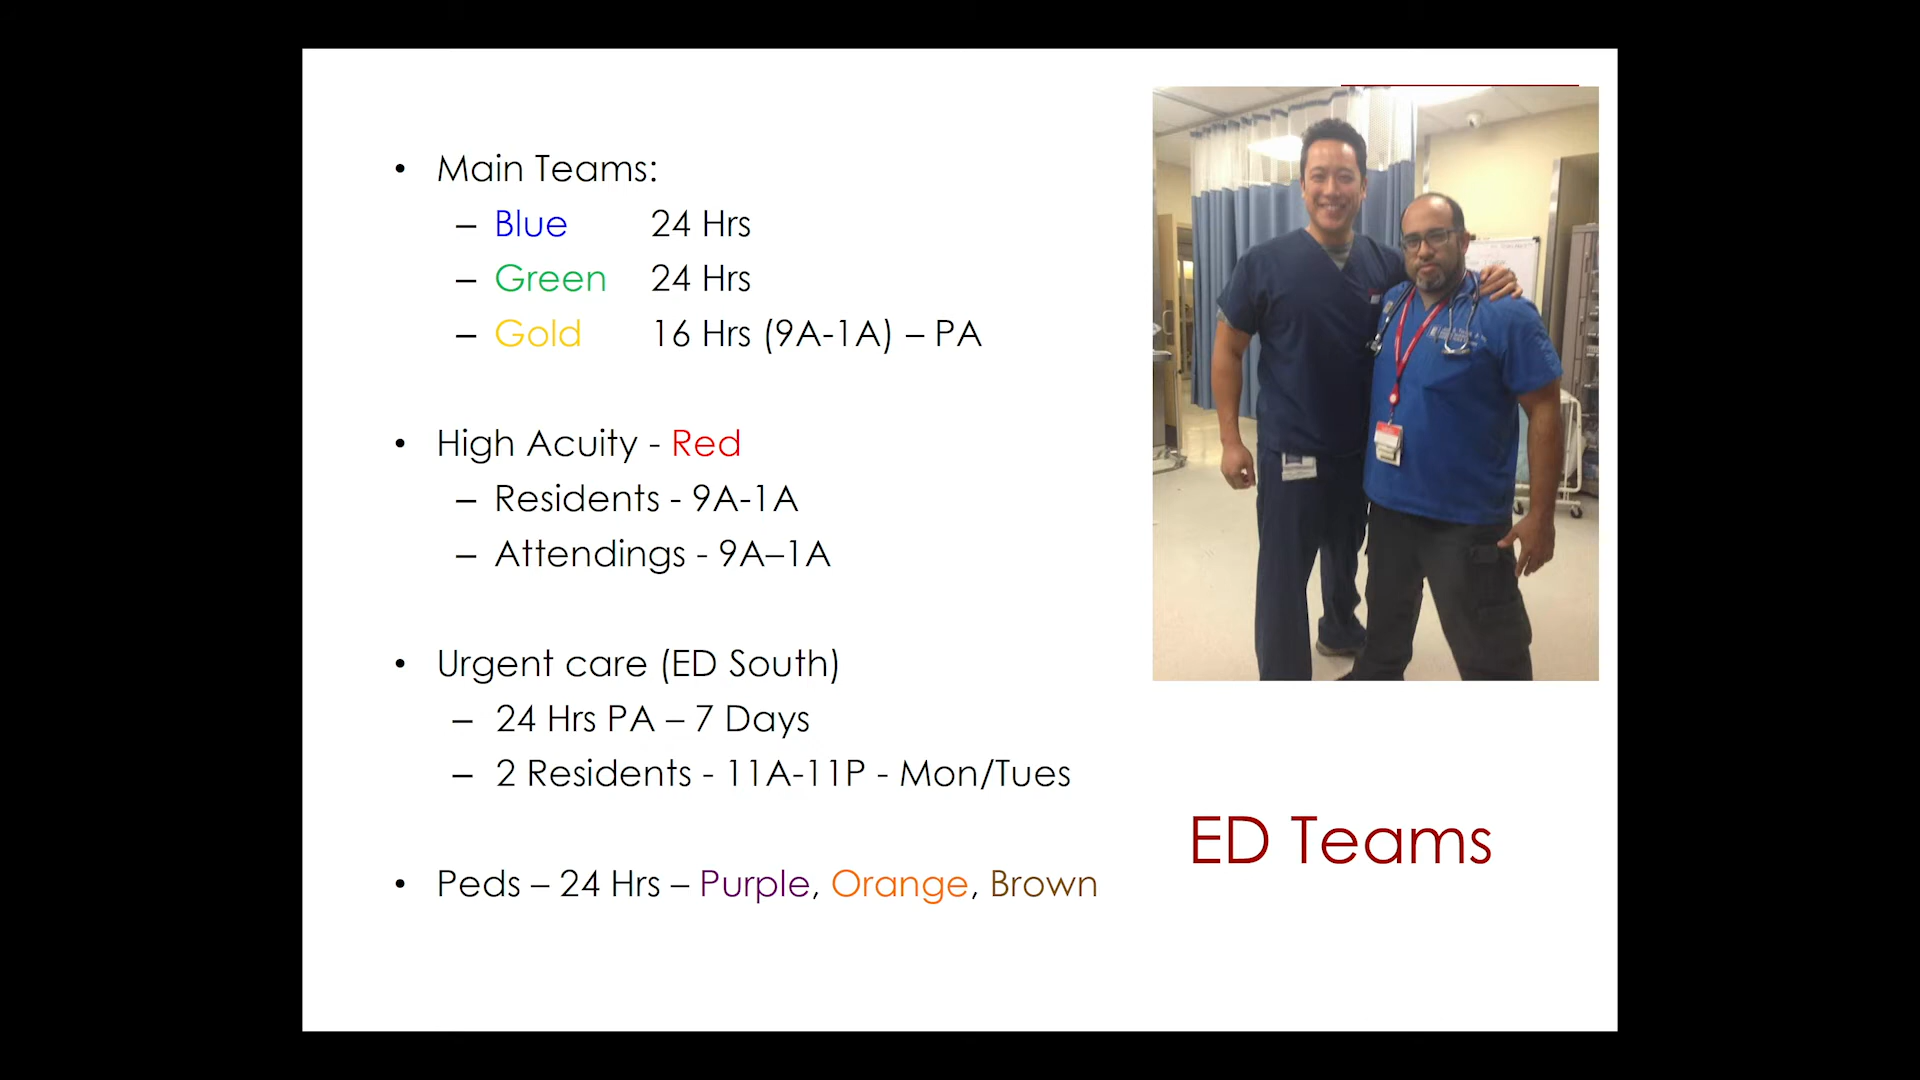 • Main Teams:
– Blue 24 Hrs
– Green 24 Hrs
– Gold 16 Hrs (9A-1A) – PA
• High Acuity - Red
– Residents - 9A-1A
– Attendings - 9A–1A
• Urgent care (ED South)
– 24 Hrs PA – 7 Days
– 2 Residents - 11A-11P - Mon/Tues
• Peds – 24 Hrs – Purple, Orange, Brown
ED Teams